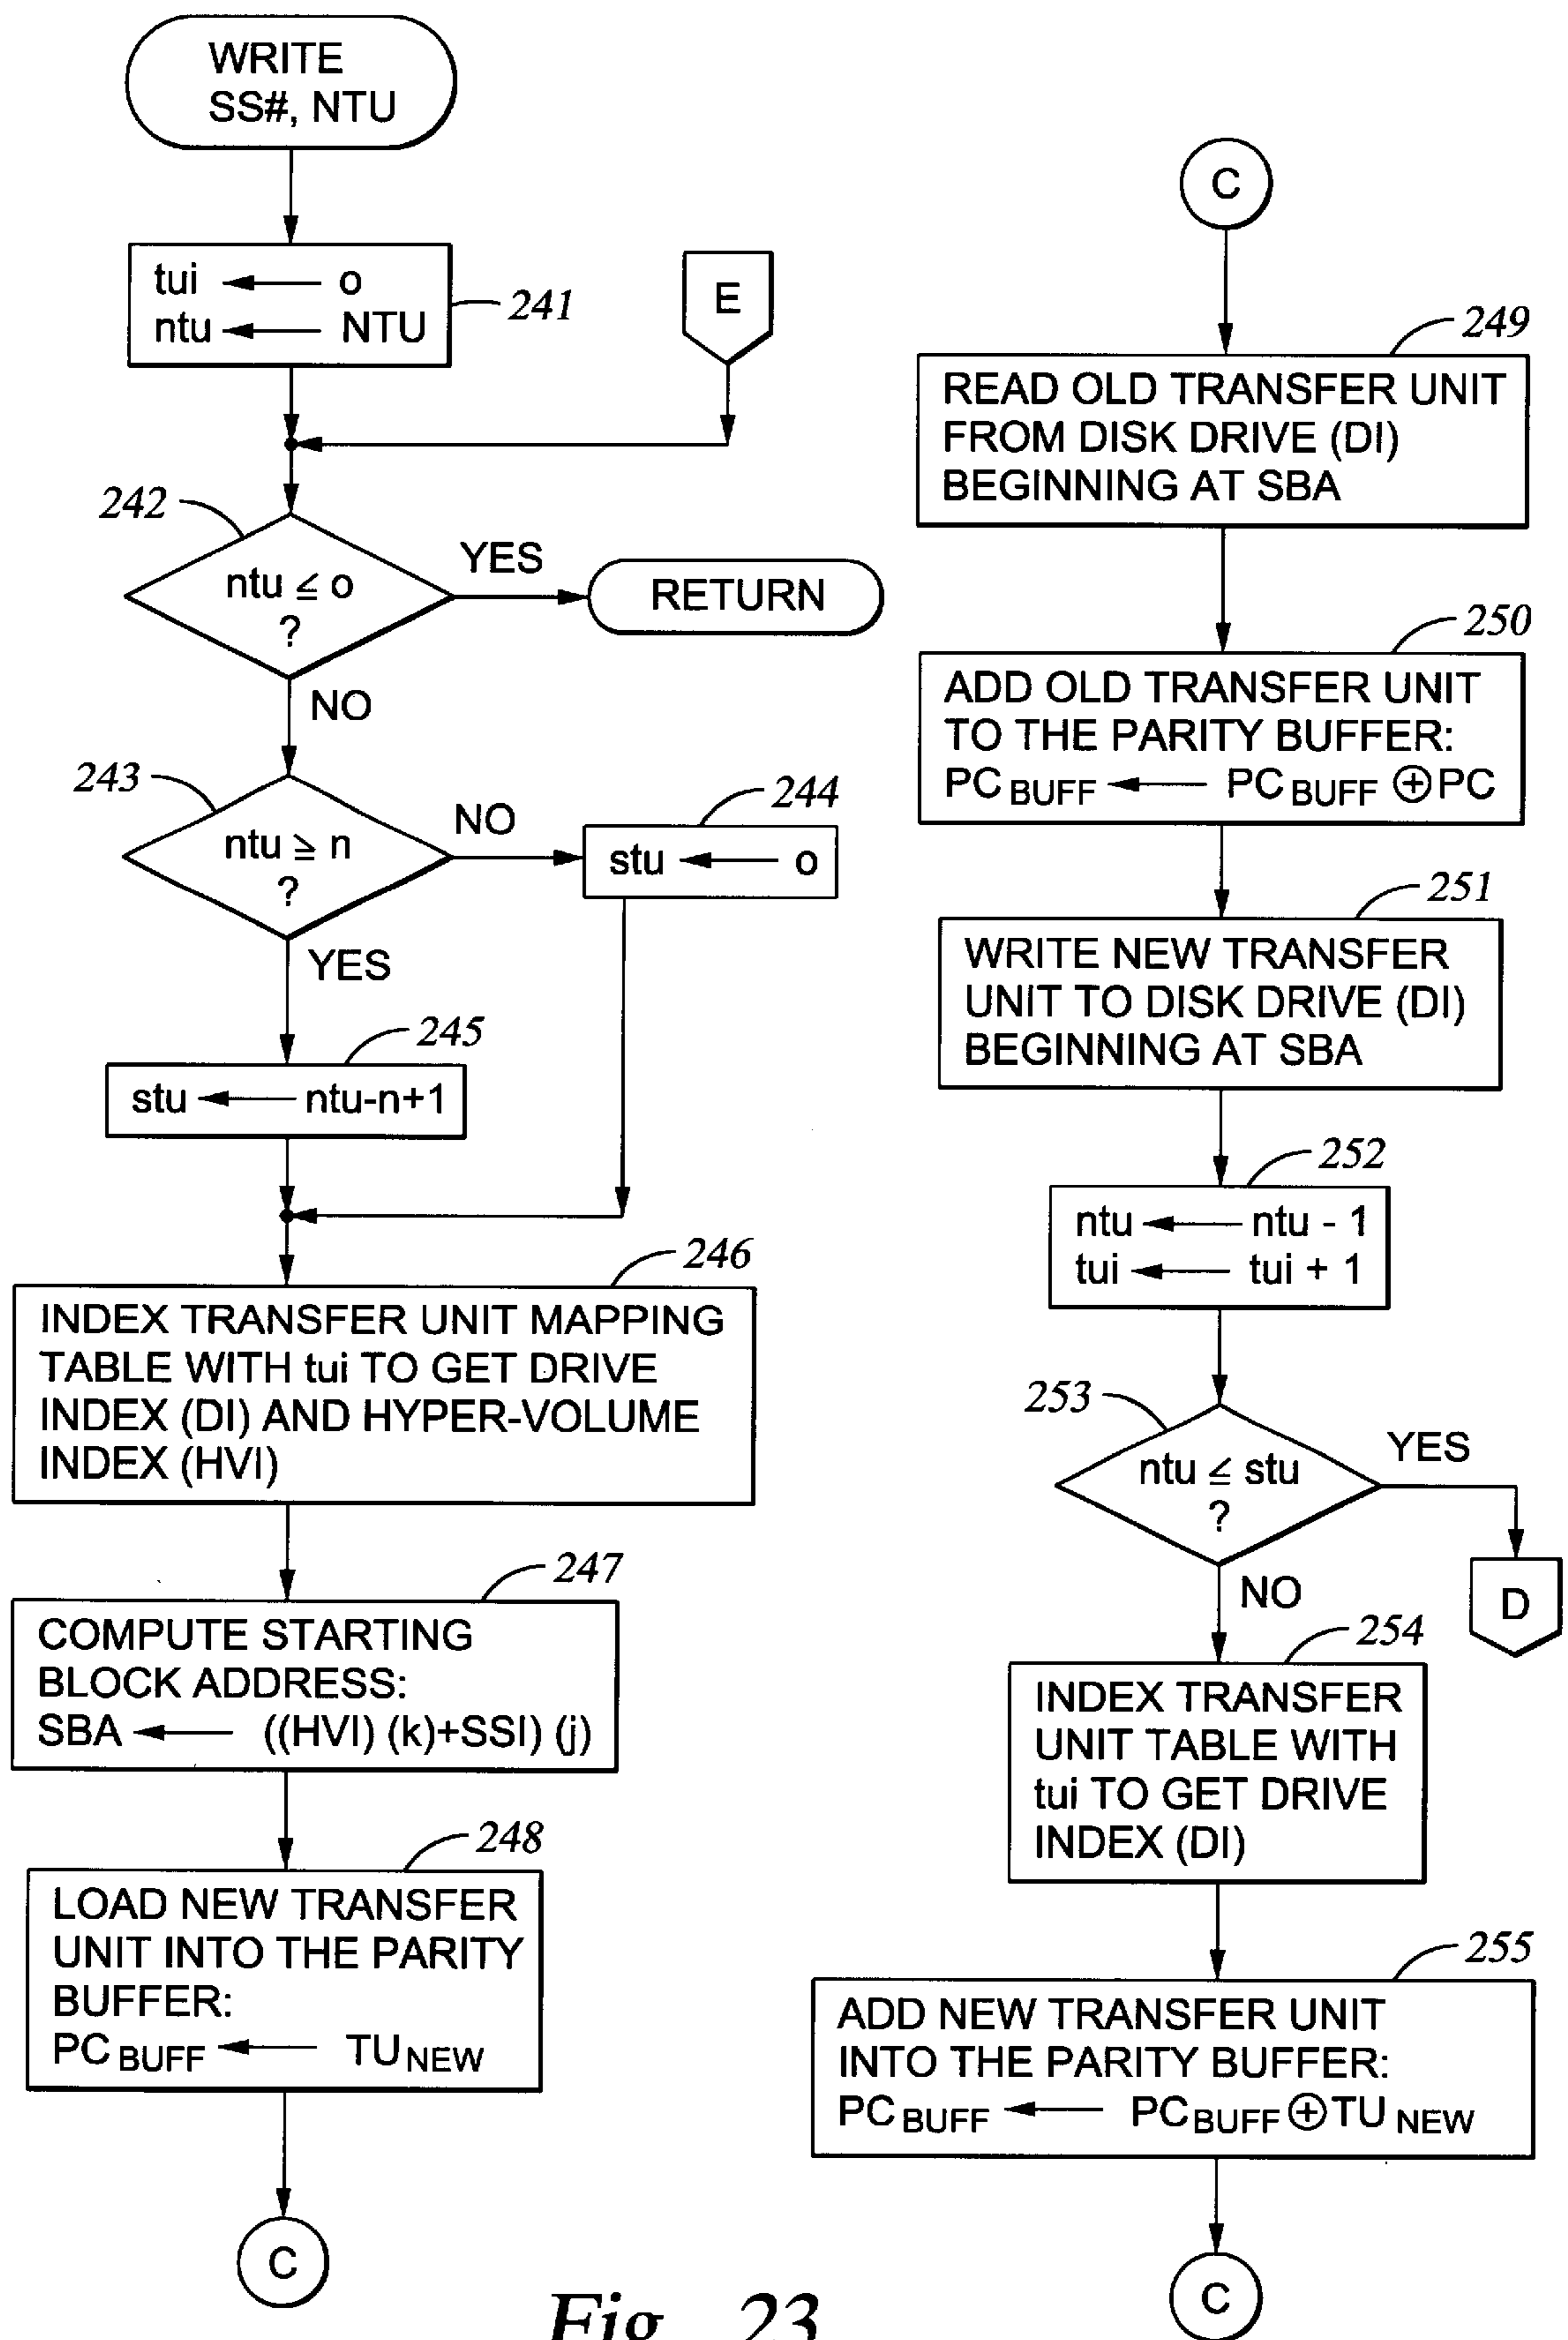 WRITE
SS#, NTU
tui ← o
ntu ← NTU
241
E
242
ntu ≦ o
?
YES
RETURN
NO
243
ntu ≧ n
?
NO
244
stu ← o
YES
245
stu ← ntu-n+1
246
INDEX TRANSFER UNIT MAPPING
TABLE WITH tui TO GET DRIVE
INDEX (DI) AND HYPER-VOLUME
INDEX (HVI)
247
COMPUTE STARTING
BLOCK ADDRESS:
SBA ← ((HVI) (k)+SSI) (j)
248
LOAD NEW TRANSFER
UNIT INTO THE PARITY
BUFFER:
PC BUFF ← TU NEW
C
C
249
READ OLD TRANSFER UNIT
FROM DISK DRIVE (DI)
BEGINNING AT SBA
250
ADD OLD TRANSFER UNIT
TO THE PARITY BUFFER:
PC BUFF ← PC BUFF ⊕ PC
251
WRITE NEW TRANSFER
UNIT TO DISK DRIVE (DI)
BEGINNING AT SBA
252
ntu ← ntu - 1
tui ← tui + 1
253
ntu ≦ stu
?
YES
D
NO
254
INDEX TRANSFER
UNIT TABLE WITH
tui TO GET DRIVE
INDEX (DI)
255
ADD NEW TRANSFER UNIT
INTO THE PARITY BUFFER:
PC BUFF ← PC BUFF ⊕ TU NEW
C
Fig. 23